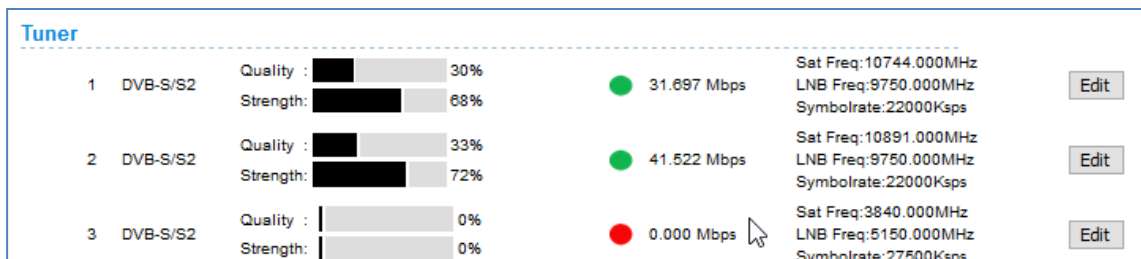 Tuner
1 DVB-S/S2 Quality : 30% Strength: 68% 31.697 Mbps Sat Freq:10744.000MHz LNB Freq:9750.000MHz Symbolrate:22000Ksps Edit
2 DVB-S/S2 Quality : 33% Strength: 72% 41.522 Mbps Sat Freq:10891.000MHz LNB Freq:9750.000MHz Symbolrate:22000Ksps Edit
3 DVB-S/S2 Quality : 0% Strength: 0% 0.000 Mbps Sat Freq:3840.000MHz LNB Freq:5150.000MHz Symbolrate:27500Ksps Edit